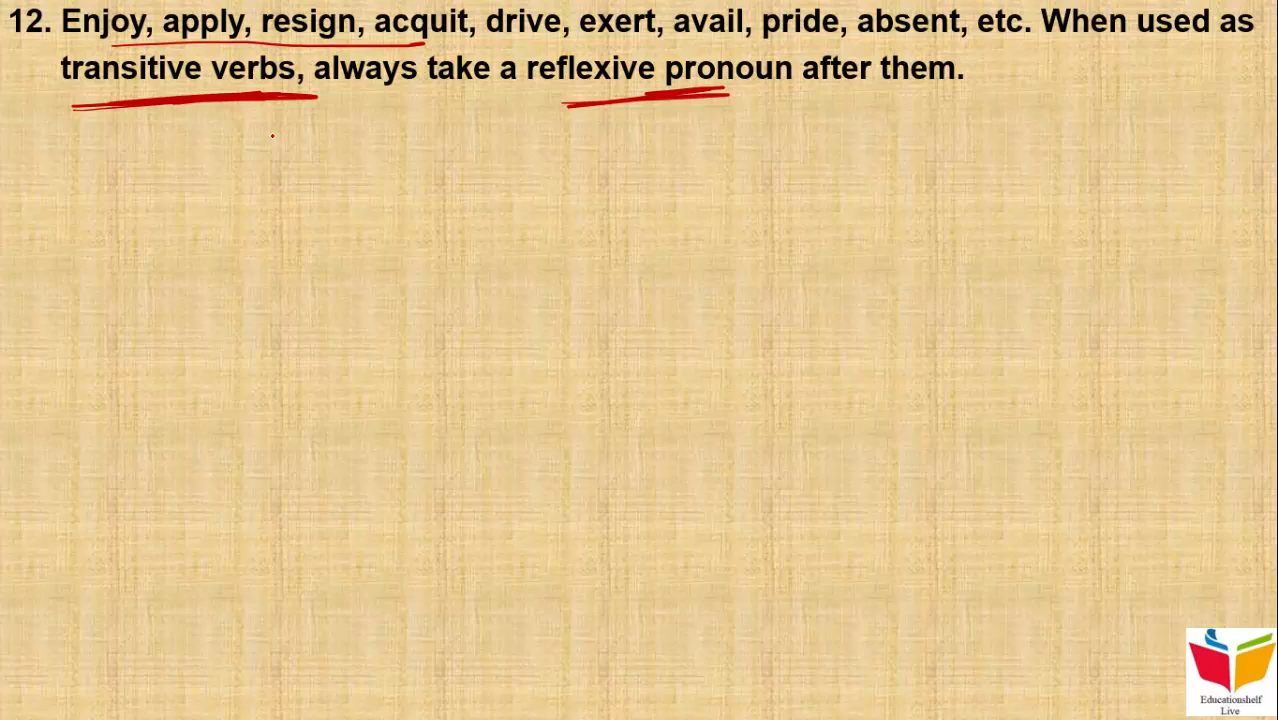 12. Enjoy, apply, resign, acquit, drive, exert, avail, pride, absent, etc. When used as
transitive verbs, always take a reflexive pronoun after them.
Educationshelf
Live